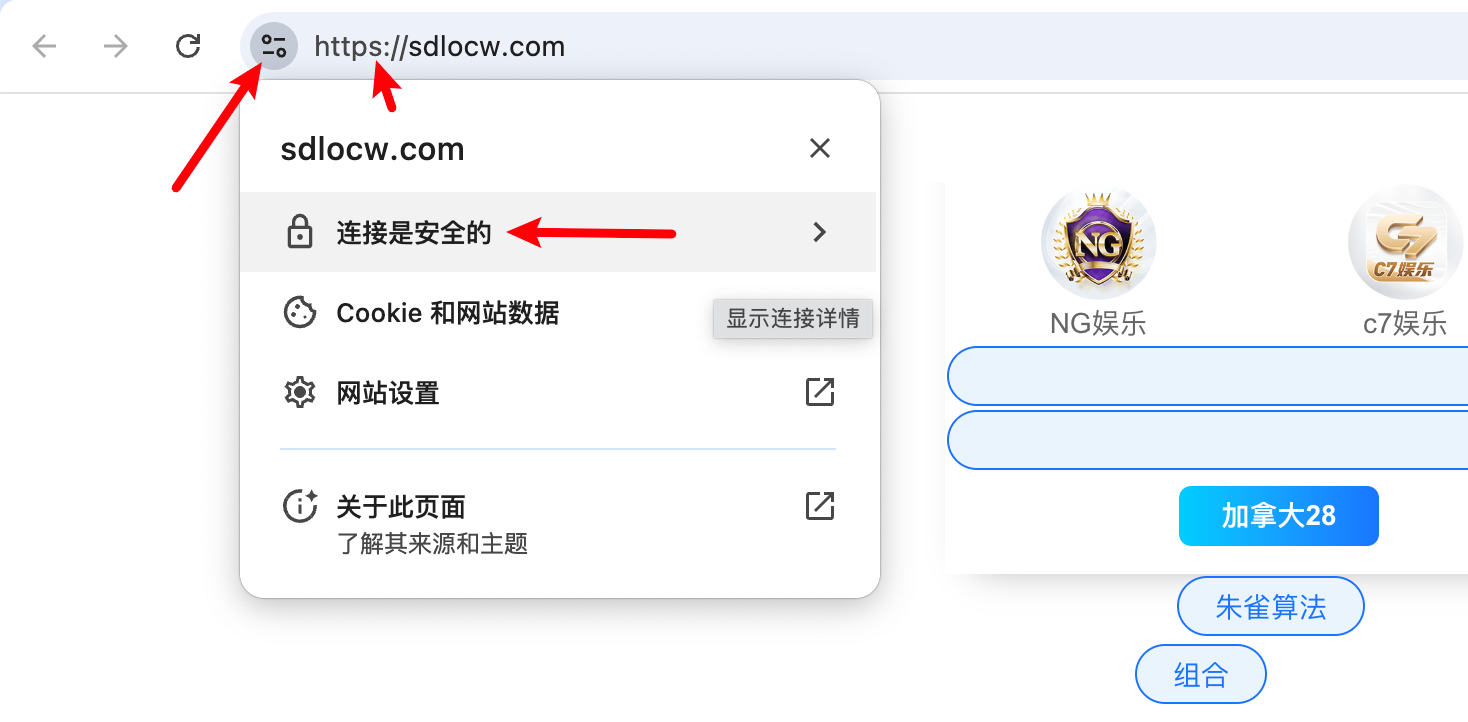 https://sdlocw.com
sdlocw.com
连接是安全的
Cookie 和网站数据
显示连接详情
网站设置
关于此页面
了解其来源和主题
NG
C7娱乐
NG娱乐
c7娱乐
加拿大28
朱雀算法
组合